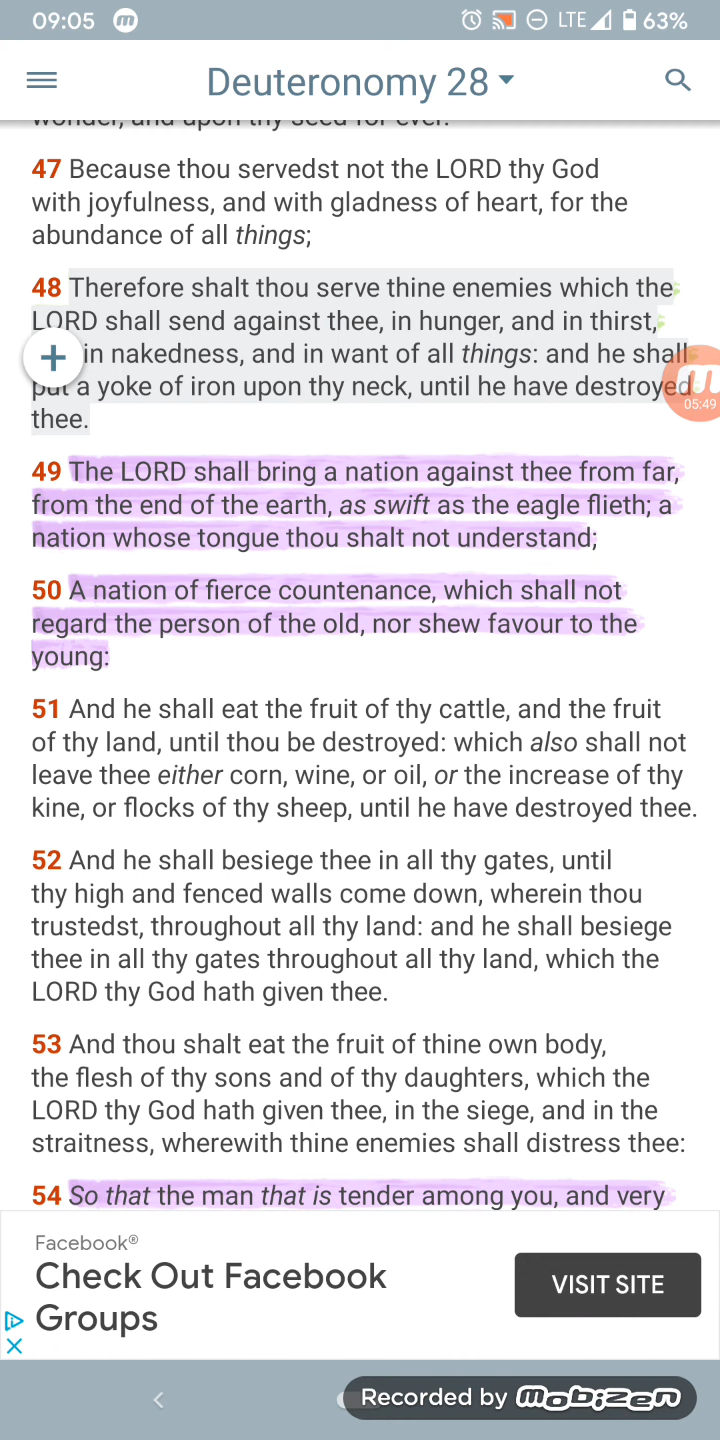 09:05
LTE 63%
Deuteronomy 28
wonder, and upon thy seed for ever.
47 Because thou servedst not the LORD thy God
with joyfulness, and with gladness of heart, for the
abundance of all things;
48 Therefore shalt thou serve thine enemies which the
LORD shall send against thee, in hunger, and in thirst,
in nakedness, and in want of all things: and he shall
put a yoke of iron upon thy neck, until he have destroyed
thee.
05:49
49 The LORD shall bring a nation against thee from far,
from the end of the earth, as swift as the eagle flieth; a
nation whose tongue thou shalt not understand;
50 A nation of fierce countenance, which shall not
regard the person of the old, nor shew favour to the
young:
51 And he shall eat the fruit of thy cattle, and the fruit
of thy land, until thou be destroyed: which also shall not
leave thee either corn, wine, or oil, or the increase of thy
kine, or flocks of thy sheep, until he have destroyed thee.
52 And he shall besiege thee in all thy gates, until
thy high and fenced walls come down, wherein thou
trustedst, throughout all thy land: and he shall besiege
thee in all thy gates throughout all thy land, which the
LORD thy God hath given thee.
53 And thou shalt eat the fruit of thine own body,
the flesh of thy sons and of thy daughters, which the
LORD thy God hath given thee, in the siege, and in the
straitness, wherewith thine enemies shall distress thee:
54 So that the man that is tender among you, and very
Facebook®
Check Out Facebook
Groups
VISIT SITE
Recorded by mobizen